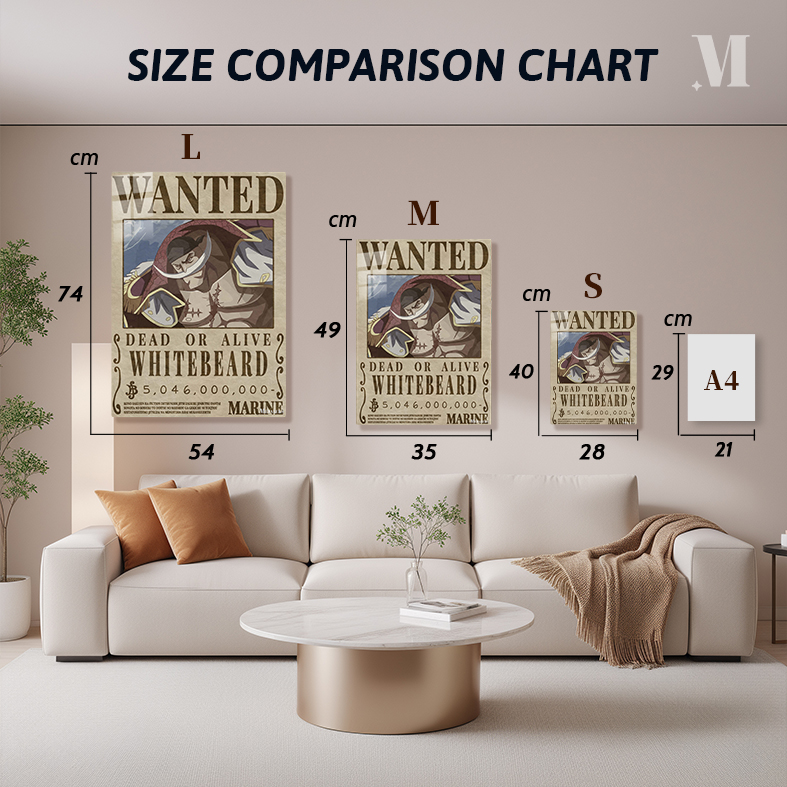 SIZE COMPARISON CHART
M
L
cm
74
54
WANTED
DEAD OR ALIVE
WHITEBEARD
5,046,000,000-
MARINE
M
cm
49
35
WANTED
DEAD OR ALIVE
WHITEBEARD
5,046,000,000-
MARINE
S
cm
40
28
WANTED
DEAD OR ALIVE
WHITEBEARD
5,046,000,000-
MARINE
cm
29
21
A4